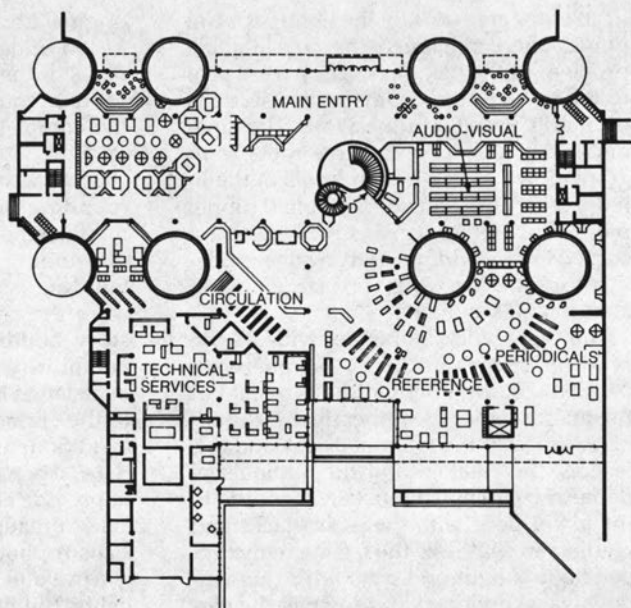 MAIN ENTRY
AUDIO-VISUAL
CIRCULATION
TECHNICAL
SERVICES
PERIODICALS
REFERENCE